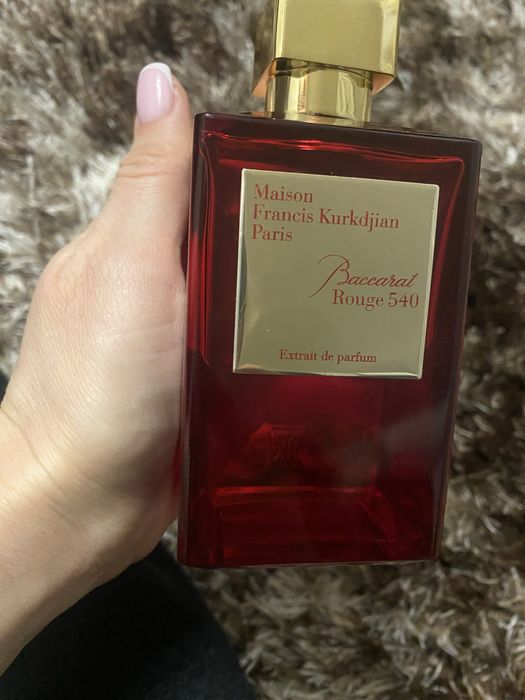 Maison
Francis Kurkdjian
Paris
Baccarat
Rouge 540
Extrait de parfum